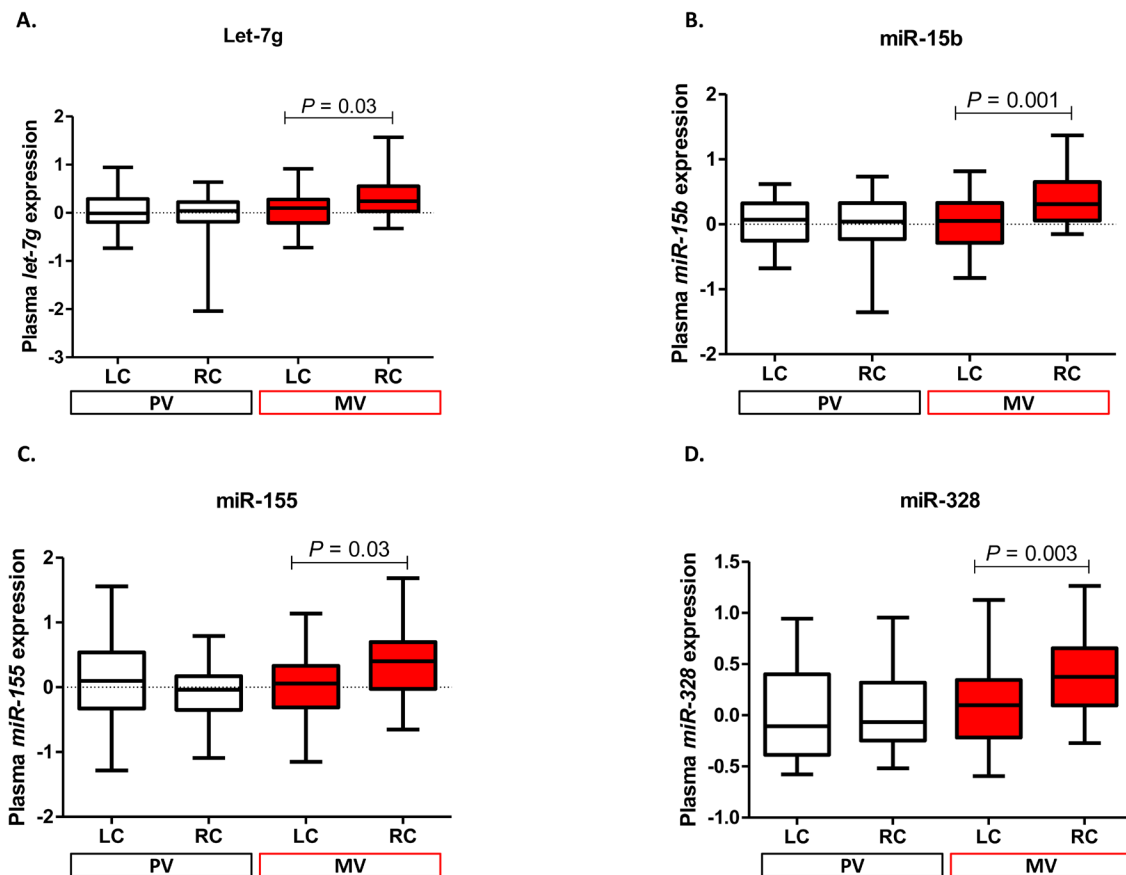 A.
Let-7g
Plasma let-7g expression
2
1
0
-1
-2
-3
P = 0.03
LC
RC
LC
RC
PV
MV
B.
miR-15b
Plasma miR-15b expression
2
1
0
-1
-2
P = 0.001
LC
RC
LC
RC
PV
MV
C.
miR-155
Plasma miR-155 expression
2
1
0
-1
-2
P = 0.03
LC
RC
LC
RC
PV
MV
D.
miR-328
Plasma miR-328 expression
1.5
1.0
0.5
0.0
-0.5
-1.0
P = 0.003
LC
RC
LC
RC
PV
MV